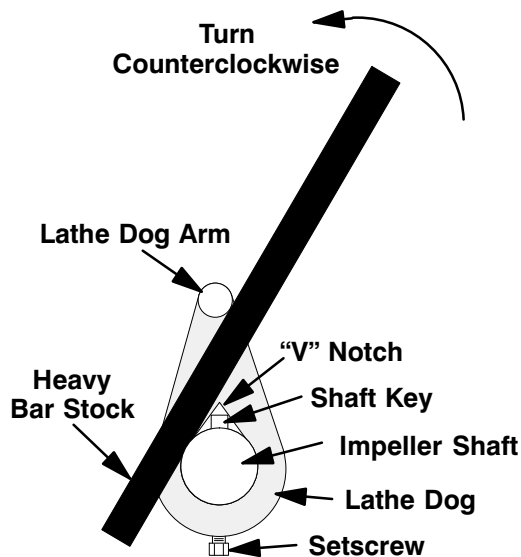 Turn
Counterclockwise
Lathe Dog Arm
“V” Notch
Shaft Key
Heavy
Bar Stock
Impeller Shaft
Lathe Dog
Setscrew